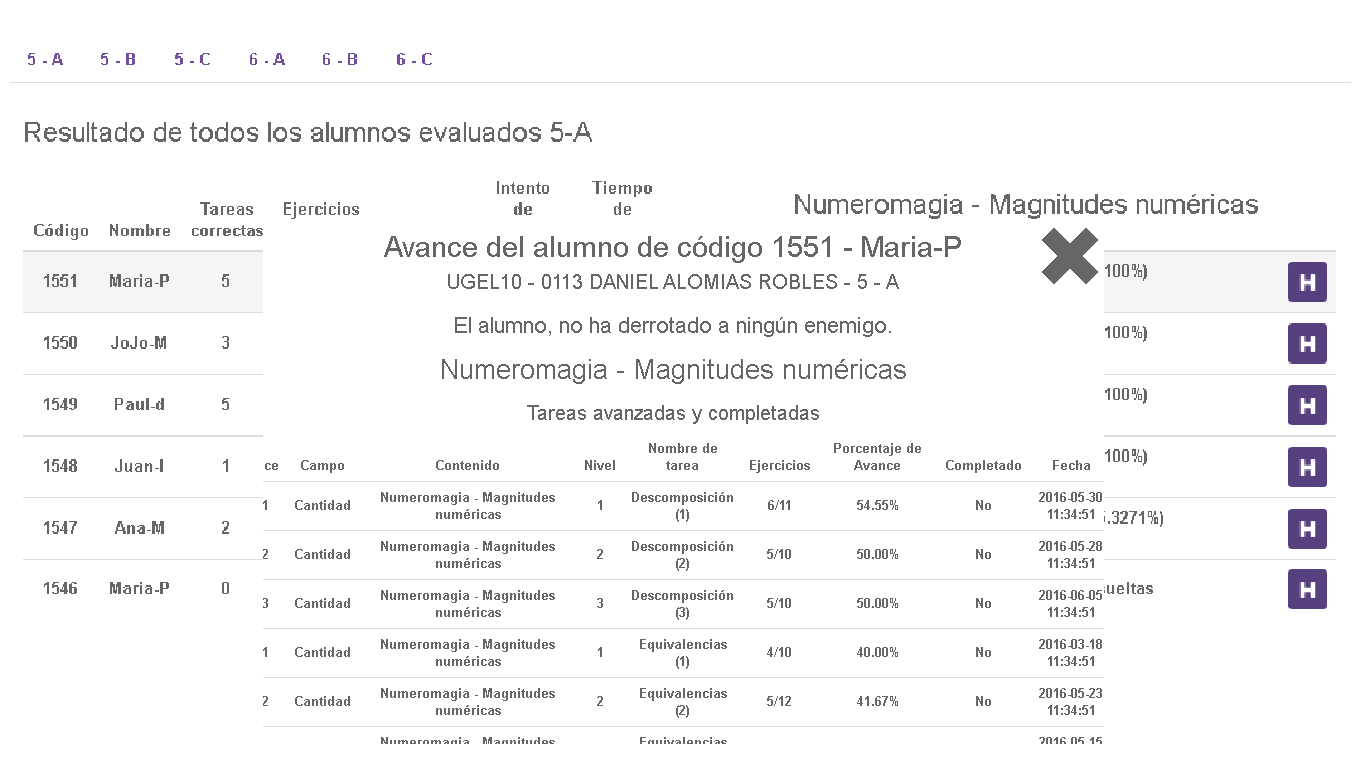 5 - A 5 - B 5 - C 6 - A 6 - B 6 - C
Resultado de todos los alumnos evaluados 5-A
Código Nombre Tareas correctas Ejercicios Intento de Tiempo de Numeromagia - Magnitudes numéricas
1551 Maria-P 5 100%) H
1550 JoJo-M 3 100%) H
1549 Paul-d 5 100%) H
1548 Juan-I 1 100%) H
1547 Ana-M 2 .3271%) H
1546 Maria-P 0 ueltas H
Avance del alumno de código 1551 - Maria-P
UGEL10 - 0113 DANIEL ALOMIAS ROBLES - 5 - A
El alumno, no ha derrotado a ningún enemigo.
Numeromagia - Magnitudes numéricas
Tareas avanzadas y completadas
ce Campo Contenido Nivel Nombre de tarea Ejercicios Porcentaje de Avance Completado Fecha
1 Cantidad Numeromagia - Magnitudes numéricas 1 Descomposición (1) 6/11 54.55% No 2016-05-30 11:34:51
2 Cantidad Numeromagia - Magnitudes numéricas 2 Descomposición (2) 5/10 50.00% No 2016-05-28 11:34:51
3 Cantidad Numeromagia - Magnitudes numéricas 3 Descomposición (3) 5/10 50.00% No 2016-06-05 11:34:51
1 Cantidad Numeromagia - Magnitudes numéricas 1 Equivalencias (1) 4/10 40.00% No 2016-03-18 11:34:51
2 Cantidad Numeromagia - Magnitudes numéricas 2 Equivalencias (2) 5/12 41.67% No 2016-05-23 11:34:51
Numeromagia - Magnitudes Equivalencias 2016-05-15